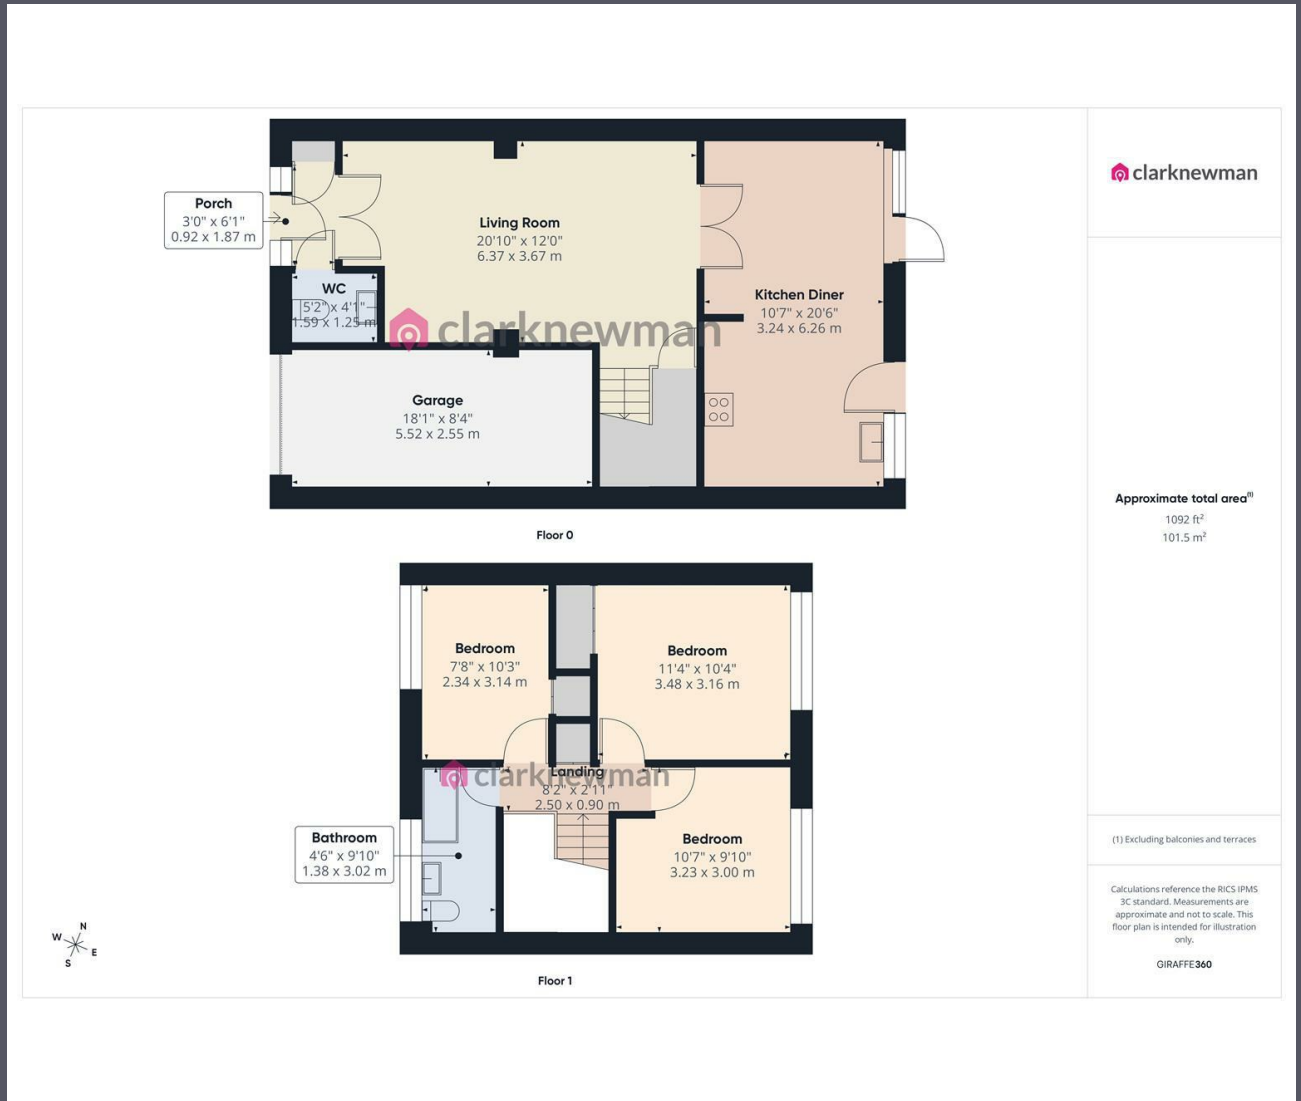 clarknewman
Porch
3'0" x 6'1"
0.92 x 1.87 m
Living Room
20'10" x 12'0"
6.37 x 3.67 m
WC
5'2" x 4'1"
1.59 x 1.25 m
Kitchen Diner
10'7" x 20'6"
3.24 x 6.26 m
clarknewman
Garage
18'1" x 8'4"
5.52 x 2.55 m
Floor 0
Approximate total area(1)
1092 ft²
101.5 m²
Bedroom
7'8" x 10'3"
2.34 x 3.14 m
Bedroom
11'4" x 10'4"
3.48 x 3.16 m
Landing
8'2" x 2'11"
2.50 x 0.90 m
clarknewman
Bathroom
4'6" x 9'10"
1.38 x 3.02 m
Bedroom
10'7" x 9'10"
3.23 x 3.00 m
Floor 1
N
W
E
S
(1) Excluding balconies and terraces
Calculations reference the RICS IPMS
3C standard. Measurements are
approximate and not to scale. This
floor plan is intended for illustration
only.
GIRAFFE360